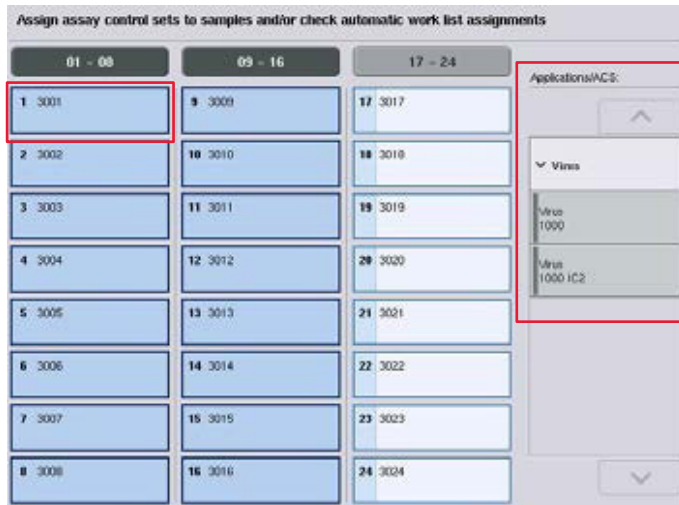 Assign assay control sets to samples and/or check automatic work list assignments
01 - 08 09 - 16 17 - 24
Applications/ACS:
1 3001 9 3009 17 3017
2 3002 10 3010 18 3018
Virus
3 3003 11 3011 19 3019
Virus
1000
4 3004 12 3012 20 3020
Virus
1000 IC2
5 3005 13 3013 21 3021
6 3006 14 3014 22 3022
7 3007 15 3015 23 3023
8 3008 16 3016 24 3024